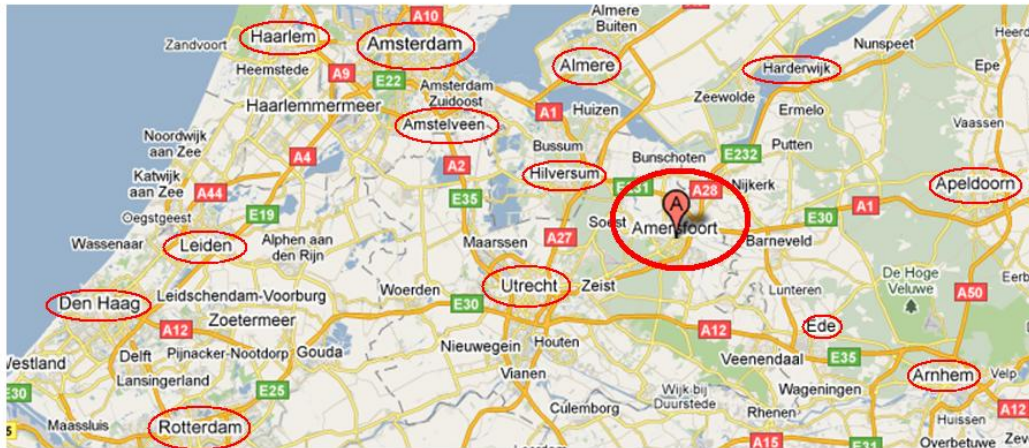 A10
Almere
Buiten
Haarlem
Amsterdam
Zandvoort
Nunspeet
Heemstede
A9
E22
Almere
Harderwijk
Epe
Amsterdam
Zuidoost
Haarlemmermeer
A1
Huizen
Zeewolde
Ermelo
Amstelveen
Vaassen
Noordwijk
aan Zee
A4
A2
Bussum
Bunschoten
E232
Putten
Katwijk
aan Zee
A44
E35
Hilversum
E231
A28
Nijkerk
Apeldoorn
A
Oegstgeest
E19
Soest
E30
A1
Wassenaar
Leiden
Alphen aan
den Rijn
Maarssen
A27
Amersfoort
Barneveld
Den Haag
Leidschendam-Voorburg
Woerden
Utrecht
Zeist
Lunteren
De Hoge
Veluwe
A50
E30
Zoetermeer
A12
A12
Ede
Westland
Delft
Pijnacker-Nootdorp
Gouda
Nieuwegein
Houten
Veenendaal
E35
E30
Lansingerland
E25
Vianen
Wijk bij
Duurstede
Wageningen
Arnhem
Velp
A12
Maassluis
Rotterdam
Culemborg
Rhenen
Huissen
A15
E31
Overbetuwe